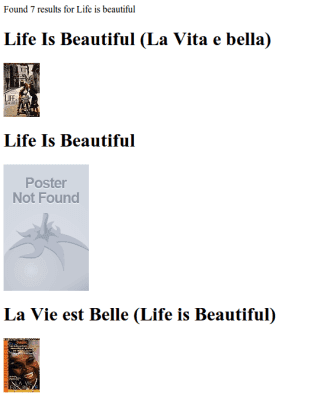 Found 7 results for Life is beautiful
Life Is Beautiful (La Vita e bella)
Life Is Beautiful
Poster
Not Found
La Vie est Belle (Life is Beautiful)